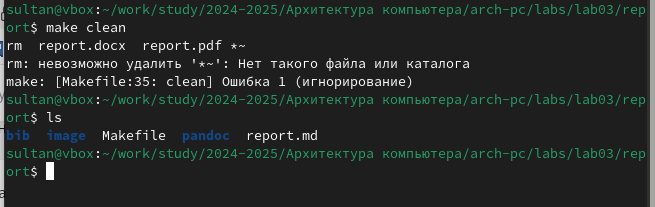 sultan@vbox:~/work/study/2024-2025/Архитектура компьютера/arch-pc/labs/lab03/rep
ort$ make clean
rm  report.docx  report.pdf *~
rm: невозможно удалить '*~': Нет такого файла или каталога
make: [Makefile:35: clean] Ошибка 1 (игнорирование)
sultan@vbox:~/work/study/2024-2025/Архитектура компьютера/arch-pc/labs/lab03/rep
ort$ ls
bib  image  Makefile  pandoc  report.md
sultan@vbox:~/work/study/2024-2025/Архитектура компьютера/arch-pc/labs/lab03/rep
ort$